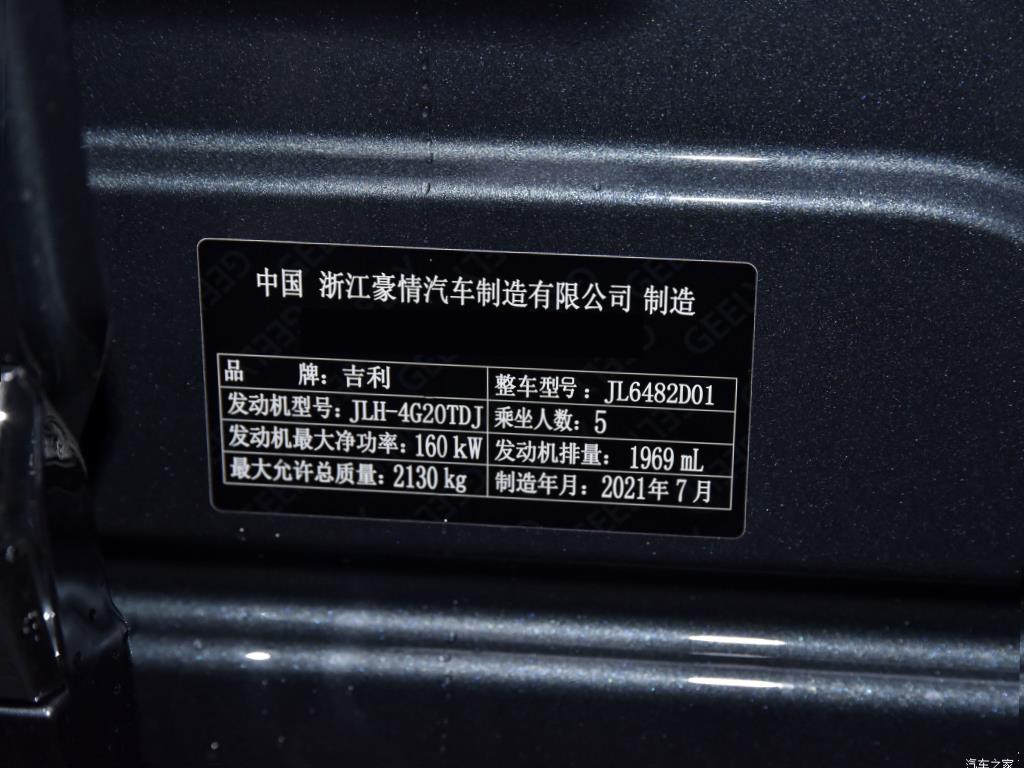 中国 浙江豪情汽车制造有限公司 制造
品 牌：吉利 整车型号：JL6482D01
发动机型号：JLH-4G20TDJ 乘坐人数：5
发动机最大净功率：160 kW 发动机排量： 1969 mL
最大允许总质量：2130 kg 制造年月：2021年7月
GEELY
汽车之家